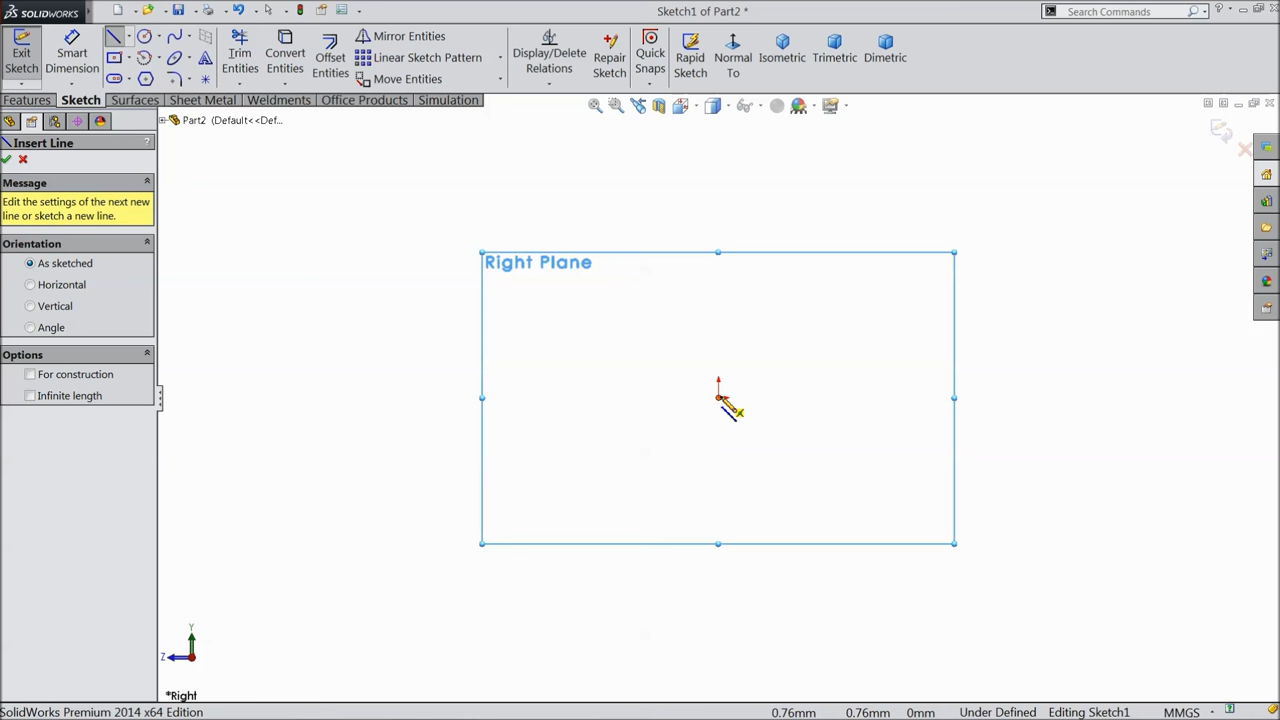 SOLIDWORKS
Sketch1 of Part2 *
Search Commands
Exit Sketch
Smart Dimension
Trim Entities
Convert Entities
Offset Entities
Mirror Entities
Linear Sketch Pattern
Move Entities
Display/Delete Relations
Repair Sketch
Quick Snaps
Rapid Sketch
Normal To
Isometric
Trimetric
Dimetric
Features
Sketch
Surfaces
Sheet Metal
Weldments
Office Products
Simulation
Part2 (Default<<Def...
Insert Line
?
Message
Edit the settings of the next new
line or sketch a new line.
Orientation
As sketched
Horizontal
Vertical
Angle
Options
For construction
Infinite length
Right Plane
Y
Z
*Right
SolidWorks Premium 2014 x64 Edition
0.76mm
0.76mm
0mm
Under Defined
Editing Sketch1
MMGS